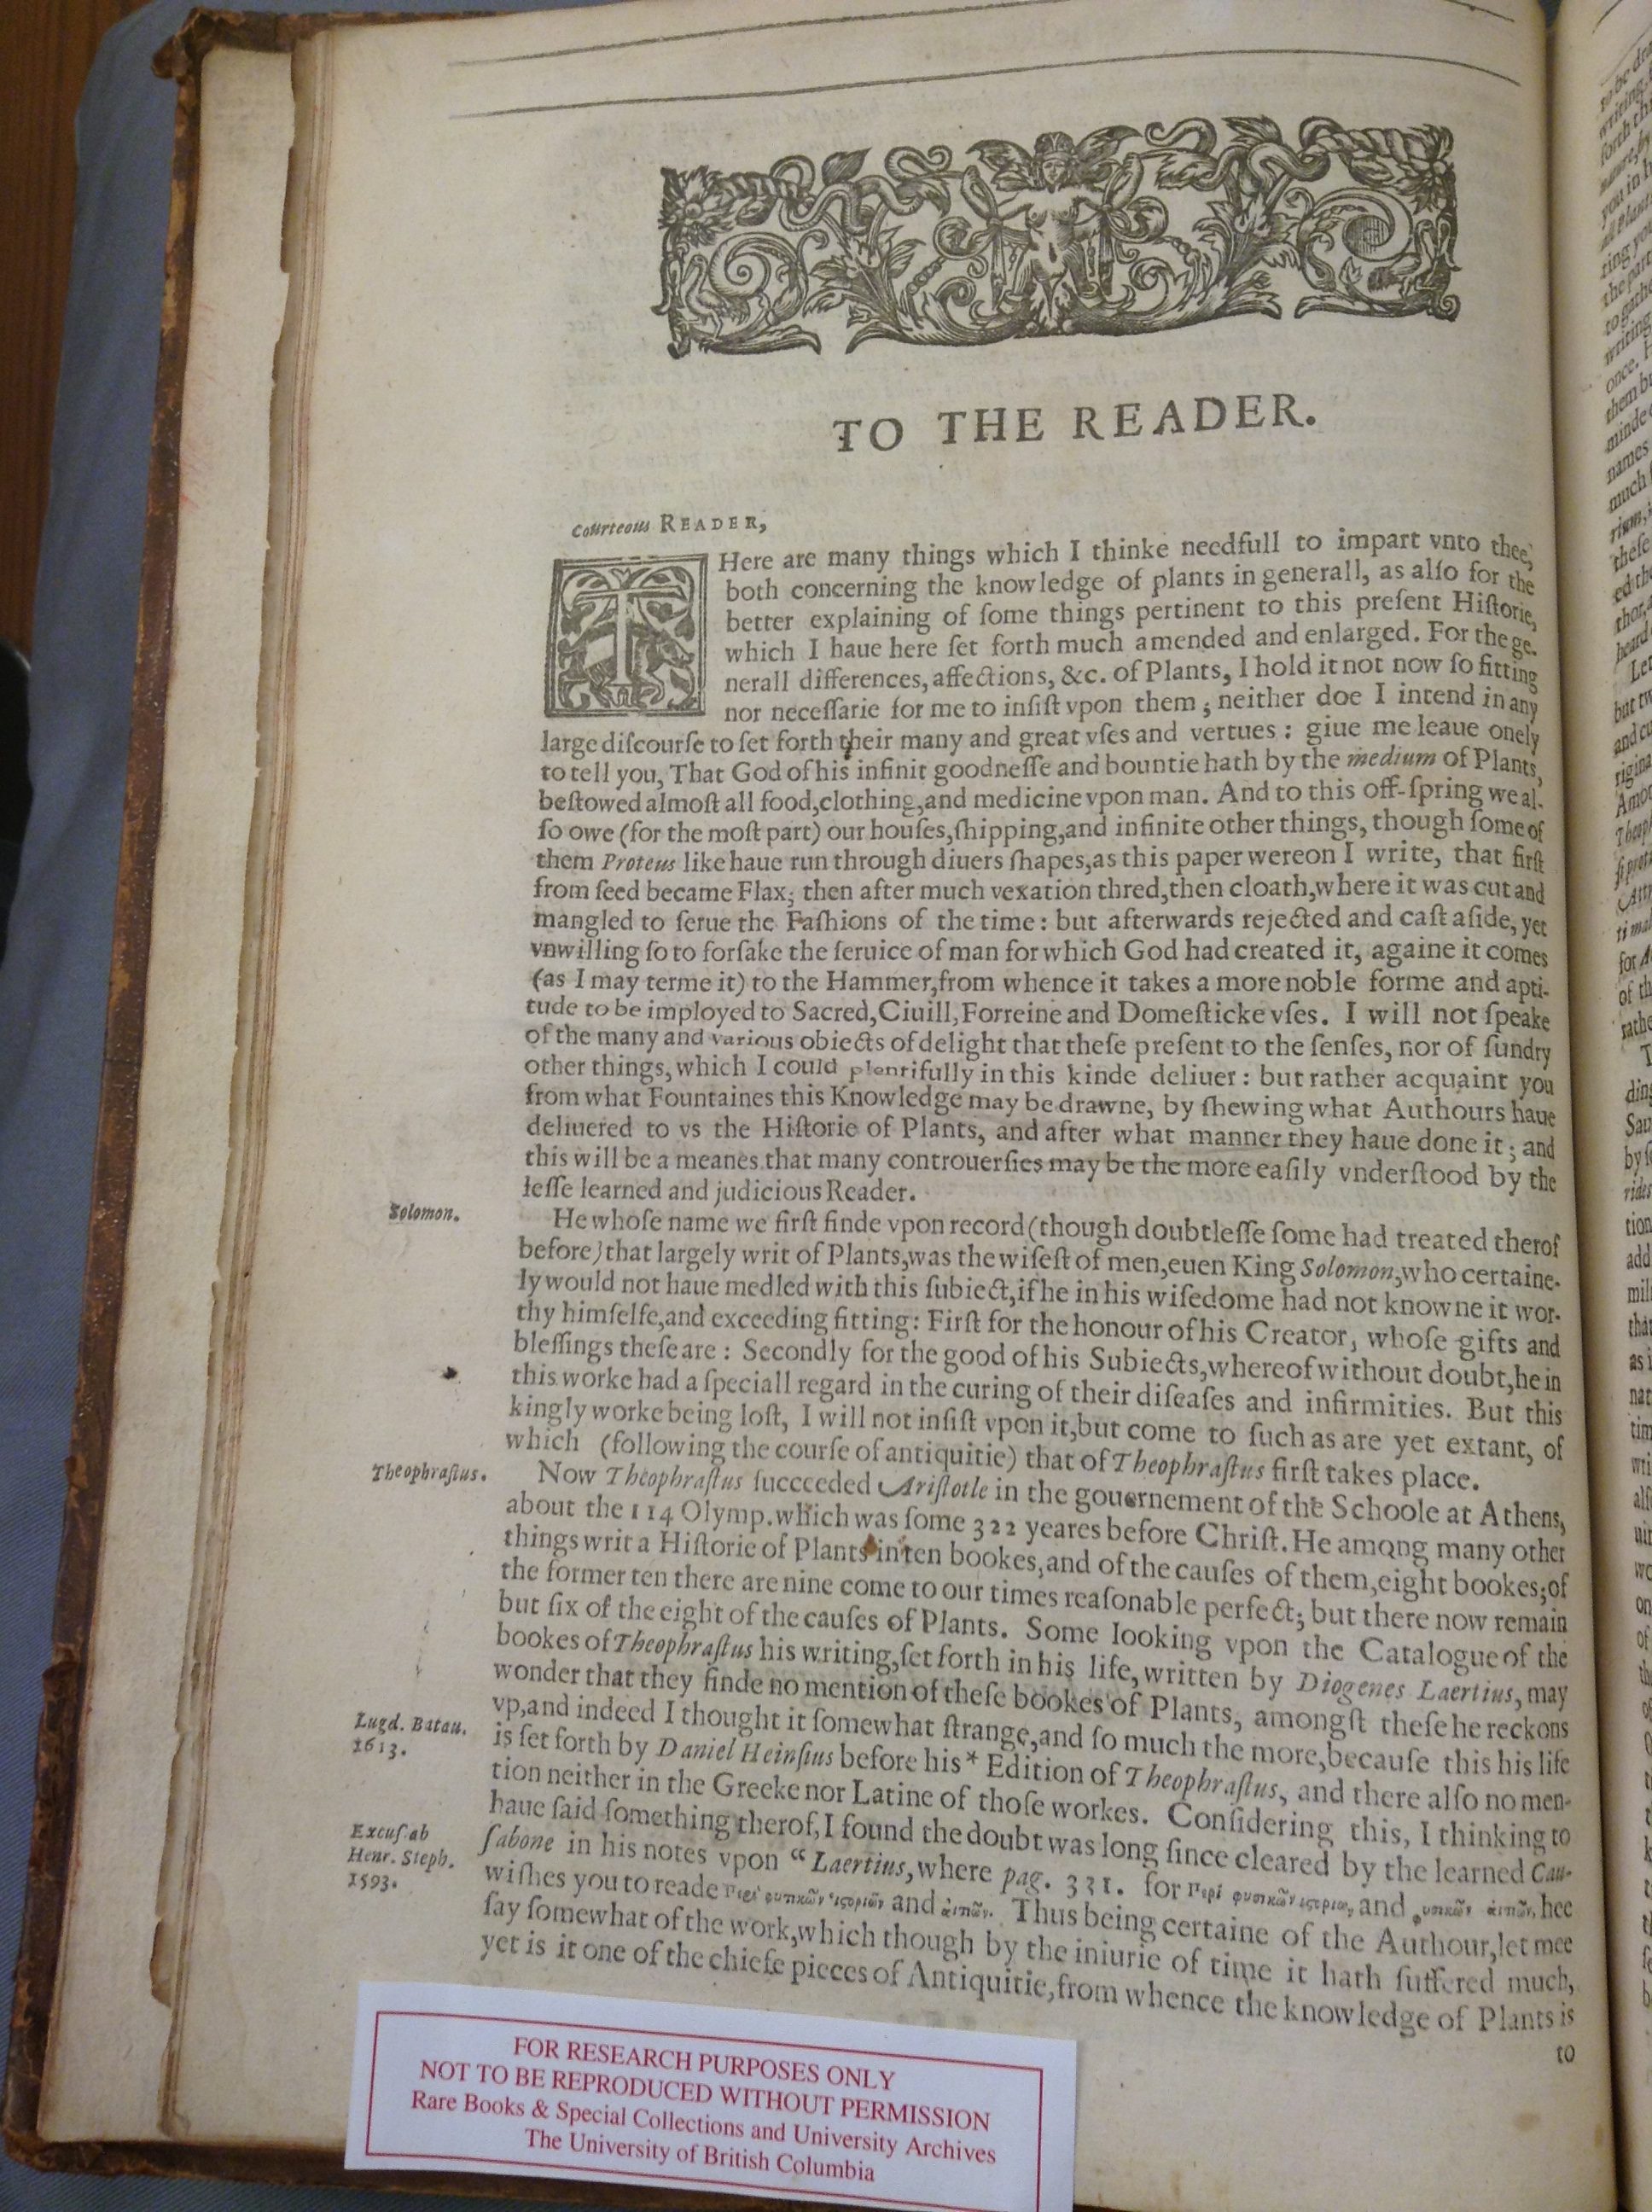 TO THE READER.
Courteous READER,
THere are many things which I thinke needfull to impart vnto thee,
both concerning the knowledge of plants in generall, as alſo for the
better explaining of ſome things pertinent to this preſent Hiſtorie,
which I haue here ſet forth much amended and enlarged. For the ge-
nerall differences, affections, &c. of Plants, I hold it not now ſo fitting
nor neceſſarie for me to inſiſt vpon them; neither doe I intend in any
large diſcourſe to ſet forth their many and great vſes and vertues: giue me leaue onely
to tell you, That God of his infinit goodneſſe and bountie hath by the medium of Plants,
beſtowed almoſt all food, clothing, and medicine vpon man. And to this off-ſpring we al-
ſo owe (for the moſt part) our houſes, ſhipping, and infinite other things, though ſome of
them Proteus like haue run through diuers ſhapes, as this paper wereon I write, that firſt
from ſeed became Flax; then after much vexation thred, then cloath, where it was cut and
mangled to ſerue the Faſhions of the time: but afterwards rejected and caſt aſide, yet
vnwilling ſo to forſake the ſeruice of man for which God had created it, againe it comes
(as I may terme it) to the Hammer, from whence it takes a more noble forme and apti-
tude to be imployed to Sacred, Ciuill, Forreine and Domeſticke vſes. I will not ſpeake
of the many and various obiects of delight that theſe preſent to the ſenſes, nor of ſundry
other things, which I could plentifully in this kinde deliuer: but rather acquaint you
from what Fountaines this Knowledge may be drawne, by ſhewing what Authours haue
deliuered to vs the Hiſtorie of Plants, and after what manner they haue done it; and
this will be a meanes that many controuerſies may be the more eaſily vnderſtood by the
leſſe learned and judicious Reader.
Solomon.
He whoſe name we firſt finde vpon record (though doubtleſſe ſome had treated therof
before) that largely writ of Plants, was the wiſeſt of men, euen King Solomon, who certaine-
ly would not haue medled with this ſubiect, if he in his wiſedome had not knowne it wor-
thy himſelfe, and exceeding fitting: Firſt for the honour of his Creator, whoſe gifts and
bleſſings theſe are: Secondly for the good of his Subiects, whereof without doubt, he in
this worke had a ſpeciall regard in the curing of their diſeaſes and infirmities. But this
kingly worke being loſt, I will not inſiſt vpon it, but come to ſuch as are yet extant, of
which (following the courſe of antiquitie) that of Theophraſtus firſt takes place.
Theophraſtus.
Now Theophraſtus ſucceeded Ariſtotle in the gouernement of the Schoole at Athens,
about the 114 Olymp. which was ſome 322 yeares before Chriſt. He among many other
things writ a Hiſtorie of Plants in ten bookes, and of the cauſes of them, eight bookes; of
the former ten there are nine come to our times reaſonable perfect; but there now remain
but ſix of the eight of the cauſes of Plants. Some looking vpon the Catalogue of the
bookes of Theophraſtus his writing, ſet forth in his life, written by Diogenes Laertius, may
wonder that they finde no mention of theſe bookes of Plants, amongſt theſe he reckons
vp, and indeed I thought it ſomewhat ſtrange, and ſo much the more, becauſe this his life
Lugd. Batau.
1613.
is ſet forth by Daniel Heinſius before his * Edition of Theophraſtus, and there alſo no men-
tion neither in the Greeke nor Latine of thoſe workes. Conſidering this, I thinking to
haue ſaid ſomething therof, I found the doubt was long ſince cleared by the learned Cau-
Excuſ. ab
Henr. Steph.
1593.
ſabone in his notes vpon “ Laertius, where pag. 331. for
wiſhes you to reade and Thus being certaine of the Authour, let mee
and hee
ſay ſomewhat of the work, which though by the iniurie of time it hath ſuffered much,
yet is it one of the chiefe pieces of Antiquitie, from whence the knowledge of Plants is
to
FOR RESEARCH PURPOSES ONLY
NOT TO BE REPRODUCED WITHOUT PERMISSION
Rare Books & Special Collections and University Archives
The University of British Columbia